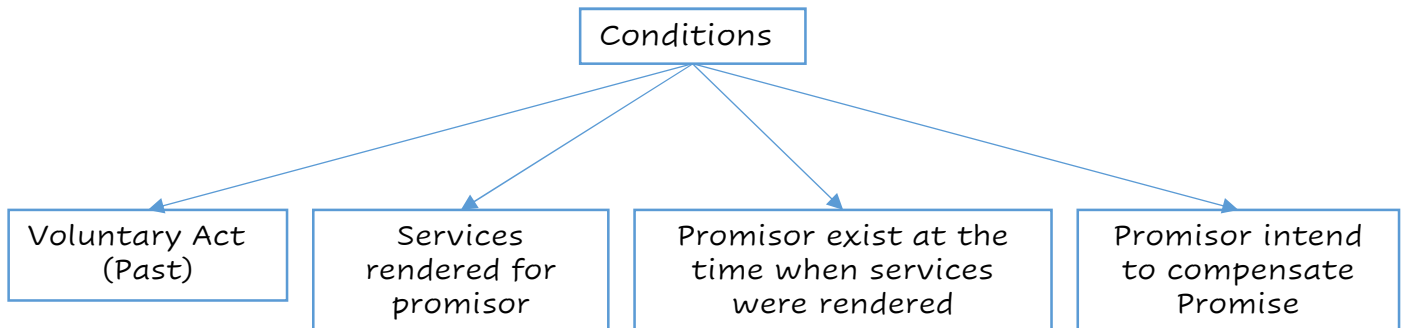 Conditions
Voluntary Act
(Past)
Services
rendered for
promisor
Promisor exist at the
time when services
were rendered
Promisor intend
to compensate
Promise